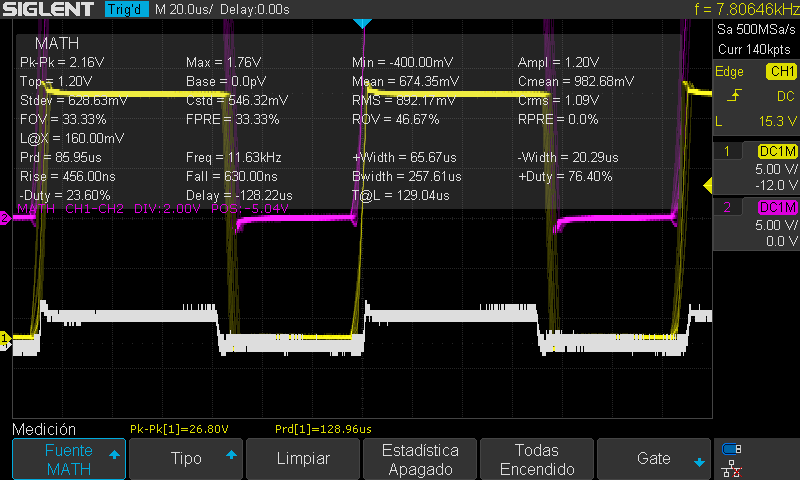 SIGLENT Trig'd M 20.0us/ Delay:0.00s f = 7.80646kHz
Sa 500MSa/s
Curr 140kpts
MATH
Pk-Pk = 2.16V Max = 1.76V Min = -400.00mV Ampl = 1.20V
Top = 1.20V Base = 0.0pV Mean = 674.35mV Cmean = 982.68mV
Stdev = 628.63mV Cstd = 546.32mV RMS = 892.17mV Crms = 1.09V
FOV = 33.33% FPRE = 33.33% ROV = 46.67% RPRE = 0.0%
L@X = 160.00mV
Prd = 85.95us Freq = 11.63kHz +Width = 65.67us -Width = 20.29us
Rise = 456.00ns Fall = 630.00ns Bwidth = 257.61us +Duty = 76.40%
-Duty = 23.60% Delay = -128.22us T@L = 129.04us
MATH CH1-CH2 DIV:2.00V POS:-5.04V
Edge CH1
DC
L 15.3 V
1 DC1M
5.00 V/
-12.0 V
2 DC1M
5.00 V/
0.0 V
2
1
Medición Pk-Pk[1]=26.80V Prd[1]=128.96us
Fuente
MATH
Tipo
Limpiar
Estadística
Apagado
Todas
Encendido
Gate